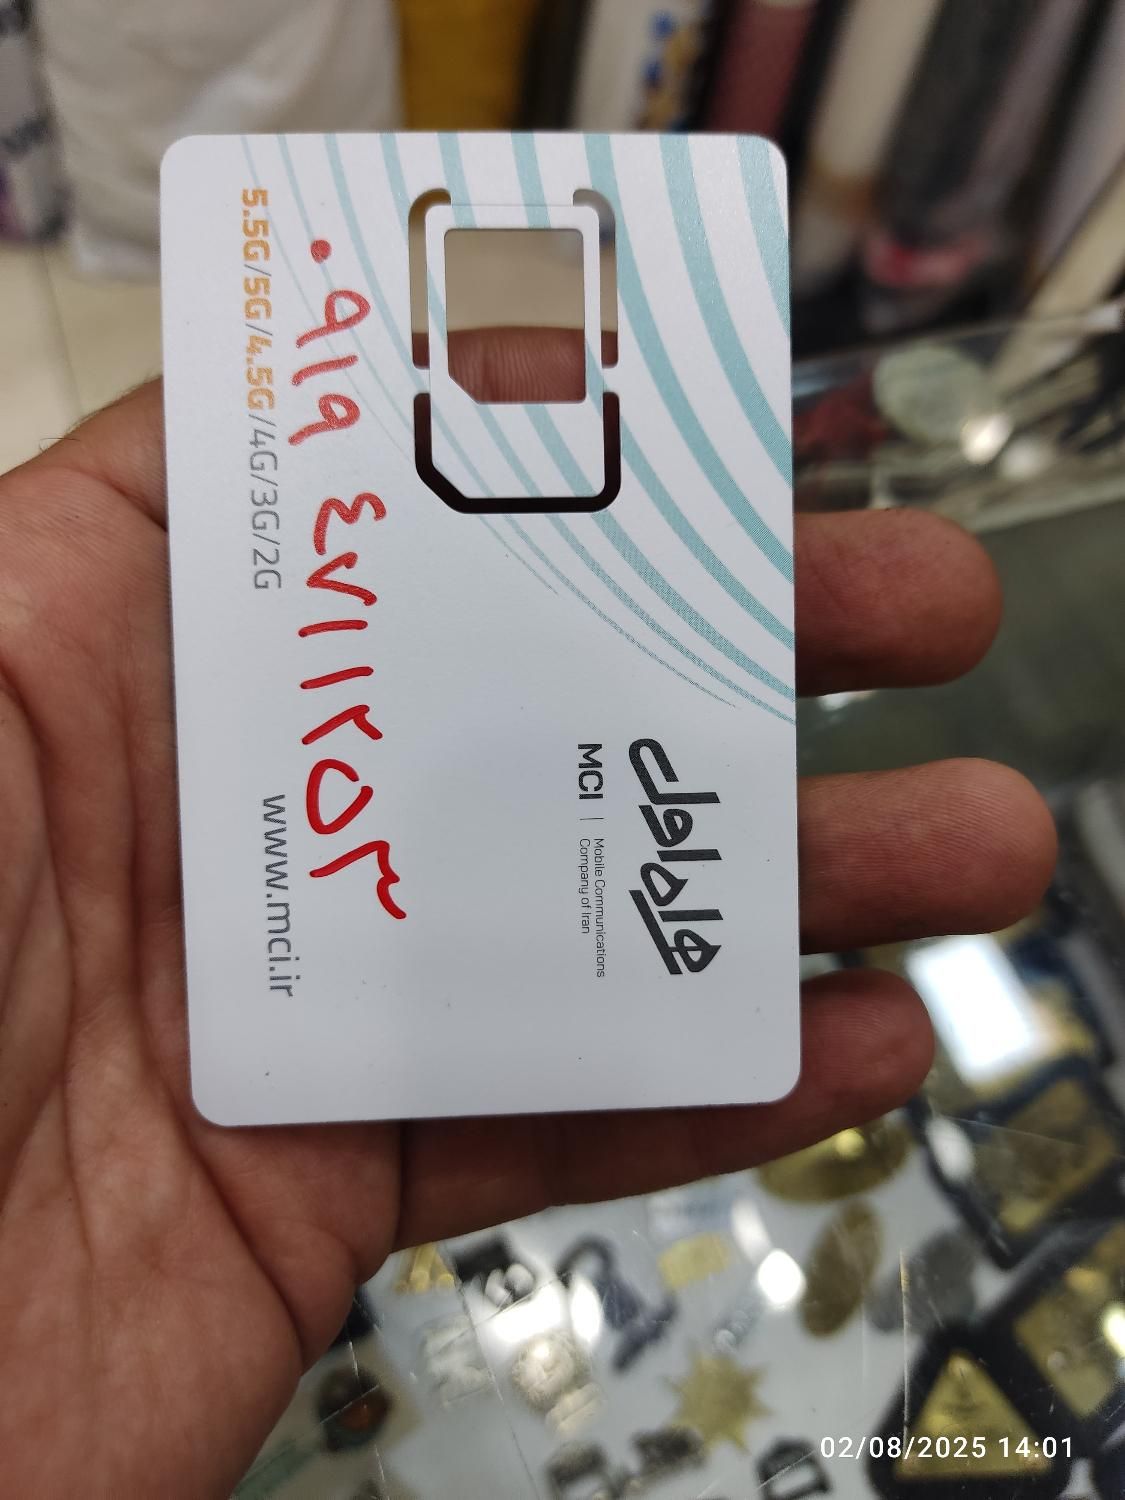 همراه اول
MCI | Mobile Communications
Company of Iran
۰۹۱۹ ٤۷۱۱۲۵۳
5.5G/5G/4.5G/4G/3G/2G
www.mci.ir
02/08/2025 14:01